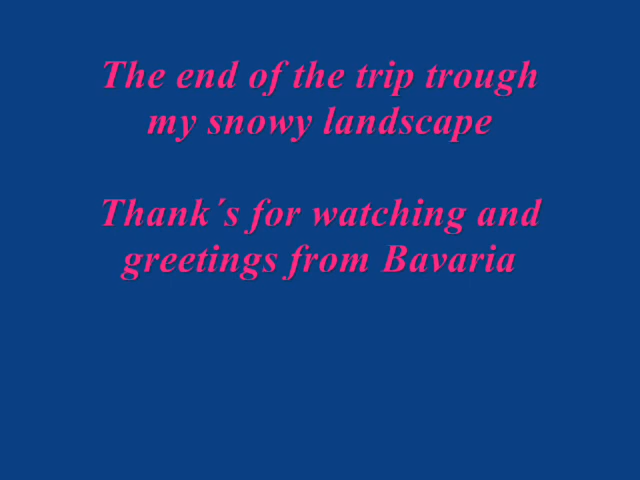 The end of the trip trough
my snowy landscape
Thank´s for watching and
greetings from Bavaria